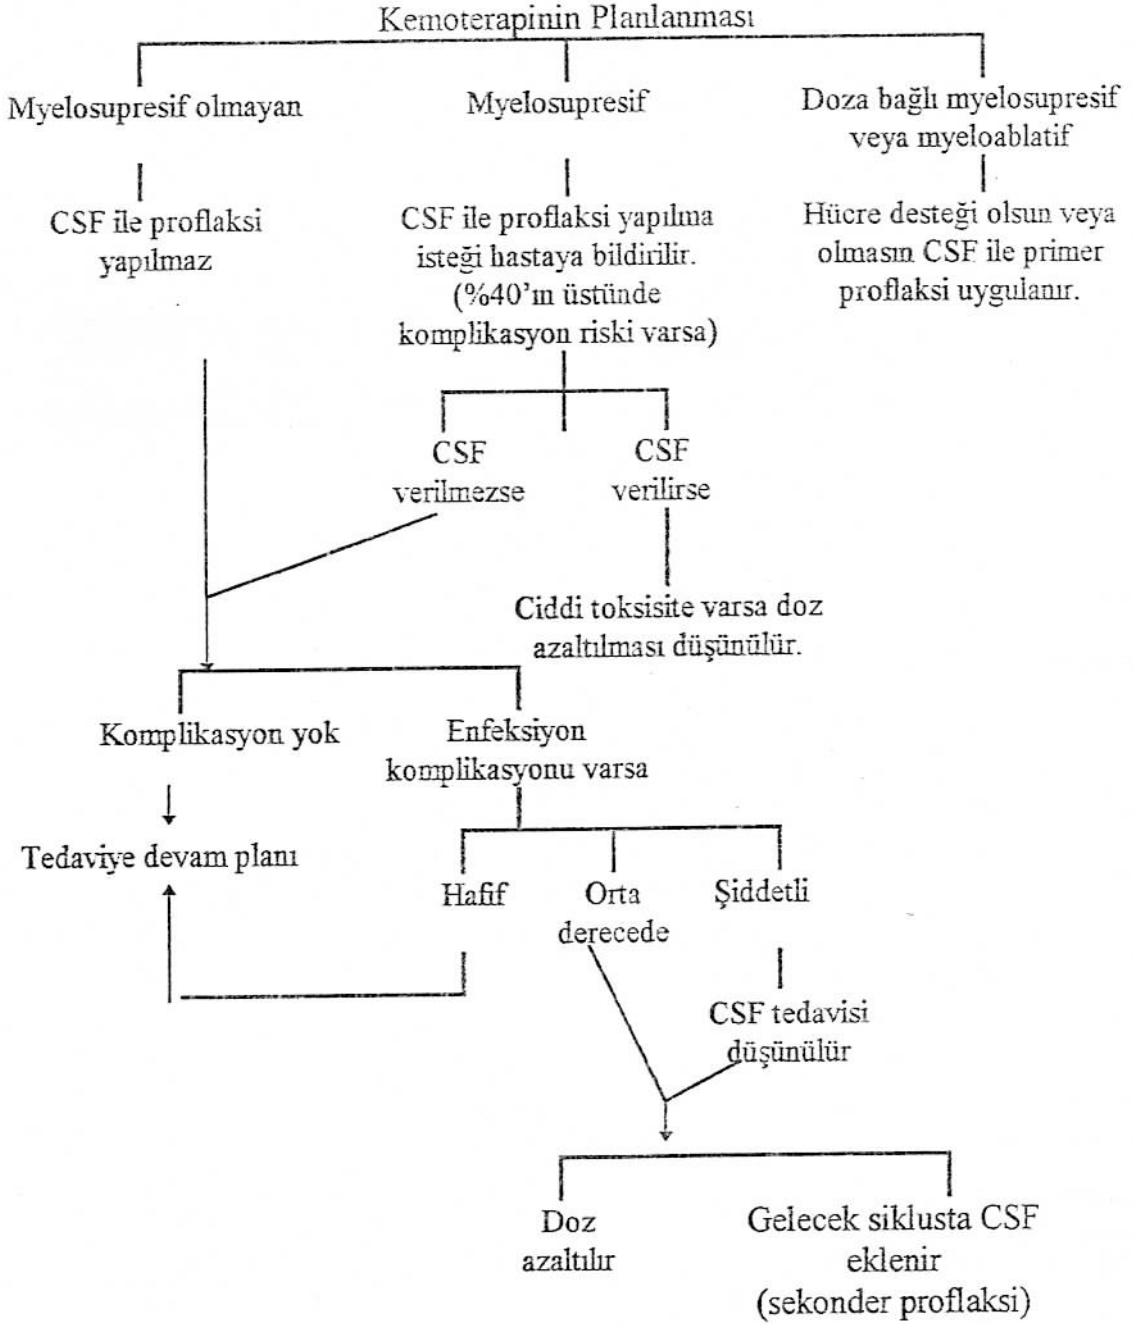 Kemoterapinin Planlanması
Myelosupresif olmayan
Myelosupresif
Doza bağlı myelosupresif
veya myeloablatif
CSF ile proflaksi
yapılmaz
CSF ile proflaksi yapılma
isteği hastaya bildirilir.
(%40'ın üstünde
komplikasyon riski varsa)
Hücre desteği olsun veya
olmasın CSF ile primer
proflaksi uygulanır.
CSF
verilmezse
CSF
verilirse
Ciddi toksisite varsa doz
azaltılması düşünülür.
Komplikasyon yok
Enfeksiyon
komplikasyonu varsa
Tedaviye devam planı
Hafif
Orta
derecede
Şiddetli
CSF tedavisi
düşünülür
Doz
azaltılır
Gelecek siklusta CSF
eklenir
(sekonder proflaksi)